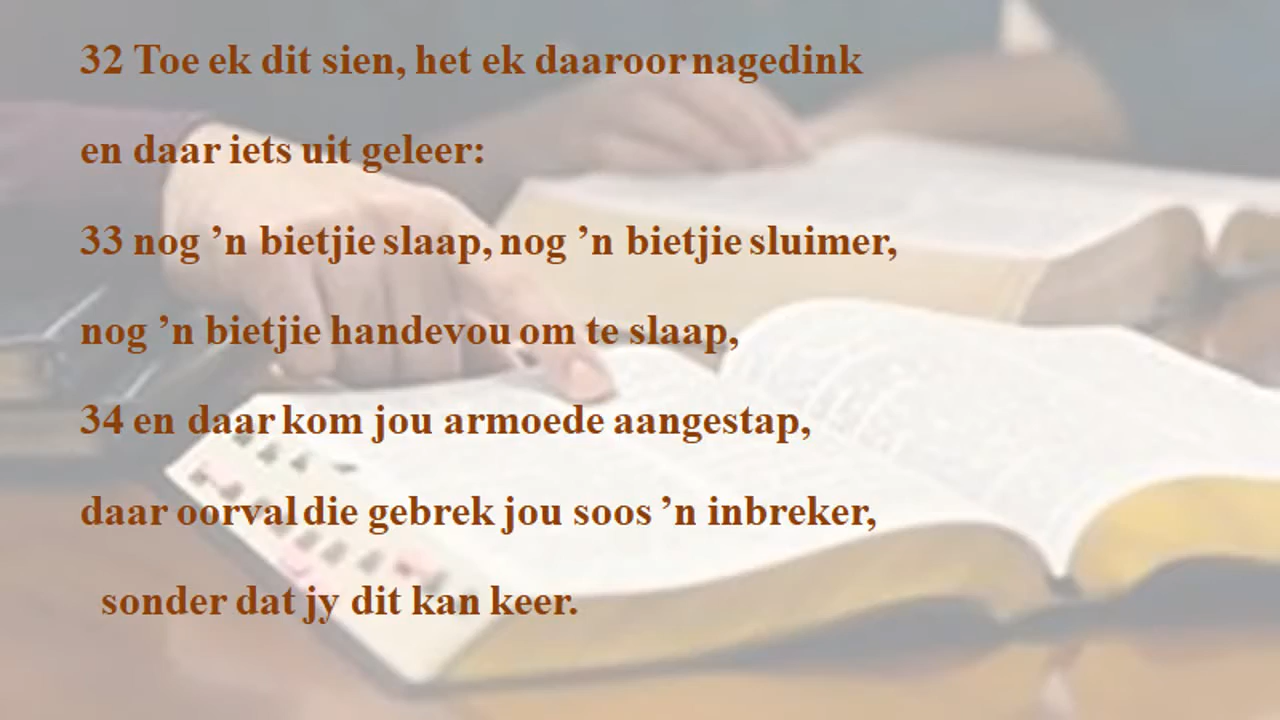 32 Toe ek dit sien, het ek daaroor nagedink
en daar iets uit geleer:
33 nog ’n bietjie slaap, nog ’n bietjie sluimer,
nog ’n bietjie handevou om te slaap,
34 en daar kom jou armoede aangestap,
daar oorval die gebrek jou soos ’n inbreker,
sonder dat jy dit kan keer.